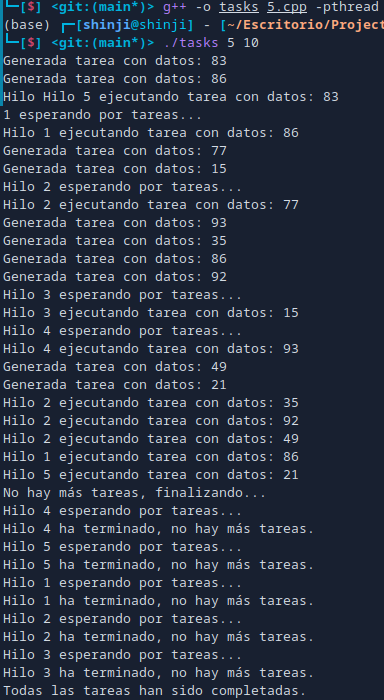 [$] <git:(main*)> g++ -o tasks 5.cpp -pthread
(base) [shinji@shinji] - [~/Escritorio/Project
[$] <git:(main*)> ./tasks 5 10
Generada tarea con datos: 83
Generada tarea con datos: 86
Hilo Hilo 5 ejecutando tarea con datos: 83
1 esperando por tareas...
Hilo 1 ejecutando tarea con datos: 86
Generada tarea con datos: 77
Generada tarea con datos: 15
Hilo 2 esperando por tareas...
Hilo 2 ejecutando tarea con datos: 77
Generada tarea con datos: 93
Generada tarea con datos: 35
Generada tarea con datos: 86
Generada tarea con datos: 92
Hilo 3 esperando por tareas...
Hilo 3 ejecutando tarea con datos: 15
Hilo 4 esperando por tareas...
Hilo 4 ejecutando tarea con datos: 93
Generada tarea con datos: 49
Generada tarea con datos: 21
Hilo 2 ejecutando tarea con datos: 35
Hilo 2 ejecutando tarea con datos: 92
Hilo 2 ejecutando tarea con datos: 49
Hilo 1 ejecutando tarea con datos: 86
Hilo 5 ejecutando tarea con datos: 21
No hay más tareas, finalizando...
Hilo 4 esperando por tareas...
Hilo 4 ha terminado, no hay más tareas.
Hilo 5 esperando por tareas...
Hilo 5 ha terminado, no hay más tareas.
Hilo 1 esperando por tareas...
Hilo 1 ha terminado, no hay más tareas.
Hilo 2 esperando por tareas...
Hilo 2 ha terminado, no hay más tareas.
Hilo 3 esperando por tareas...
Hilo 3 ha terminado, no hay más tareas.
Todas las tareas han sido completadas.